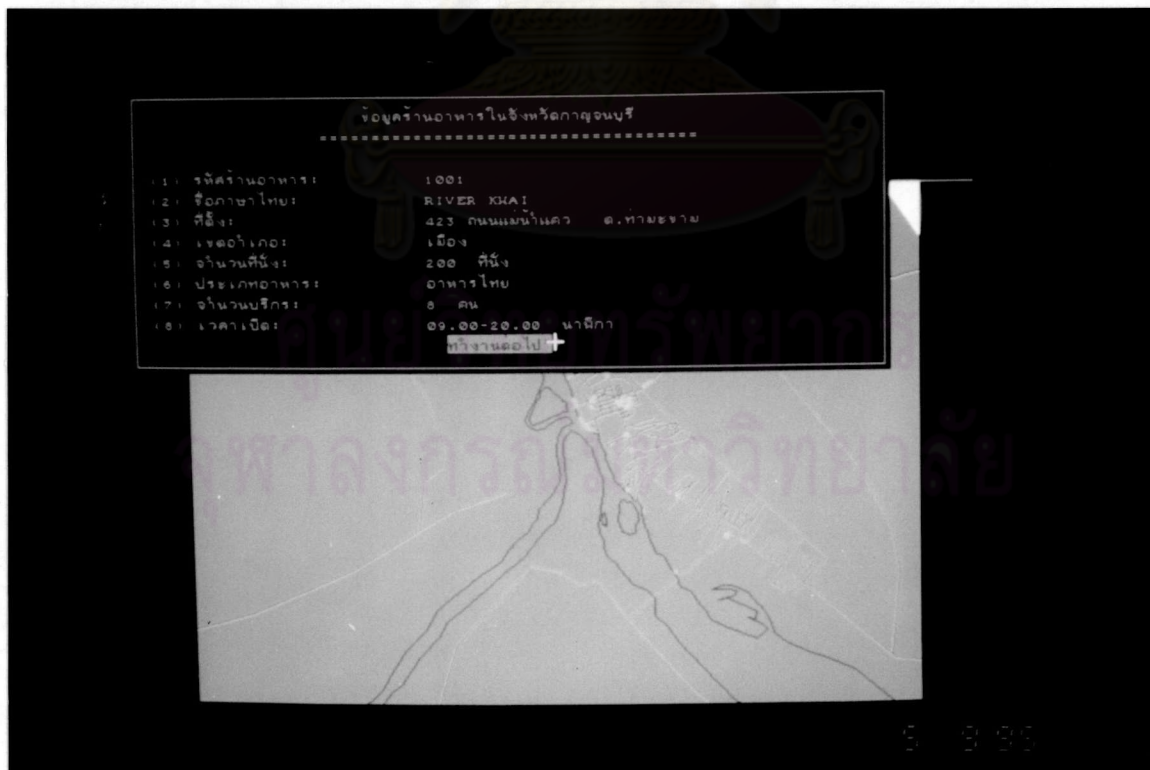 ข้อมูลร้านอาหารในจังหวัดกาญจนบุรี
==================================
(1) รหัสร้านอาหาร: 1001
(2) ชื่อภาษาไทย: RIVER KWAI
(3) ที่ตั้ง: 423 ถนนแม่น้ำแคว ต.ท่ามะขาม
(4) เขตอำเภอ: เมือง
(5) จำนวนที่นั่ง: 200 ที่นั่ง
(6) ประเภทอาหาร: อาหารไทย
(7) จำนวนบริกร: 8 คน
(8) เวลาเปิด: 09.00-20.00 นาฬิกา
ทำงานต่อไป
ศูนย์วิทยทรัพยากร
จุฬาลงกรณ์มหาวิทยาลัย
5 9 95